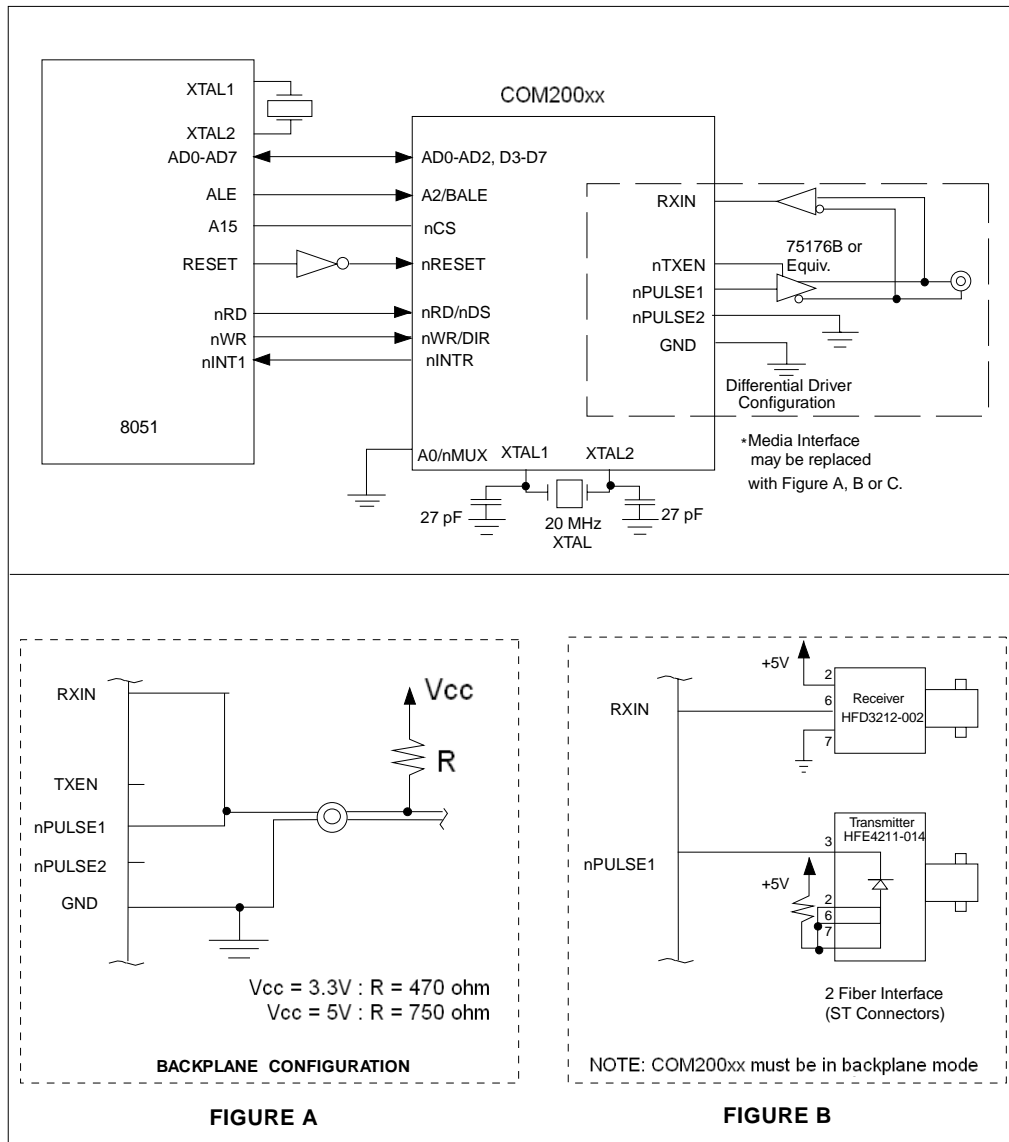 COM200xx
XTAL1
XTAL2
AD0-AD7
ALE
A15
RESET
nRD
nWR
nINT1
8051
AD0-AD2, D3-D7
A2/BALE
nCS
nRESET
nRD/nDS
nWR/DIR
nINTR
A0/nMUX
XTAL1
XTAL2
27 pF
20 MHz
XTAL
27 pF
RXIN
nTXEN
nPULSE1
nPULSE2
GND
75176B or
Equiv.
Differential Driver
Configuration
*Media Interface
may be replaced
with Figure A, B or C.
RXIN
TXEN
nPULSE1
nPULSE2
GND
Vcc
R
Vcc = 3.3V : R = 470 ohm
Vcc = 5V : R = 750 ohm
BACKPLANE CONFIGURATION
FIGURE A
RXIN
nPULSE1
+5V
2
6
7
Receiver
HFD3212-002
Transmitter
HFE4211-014
3
+5V
2
6
7
2 Fiber Interface
(ST Connectors)
NOTE: COM200xx must be in backplane mode
FIGURE B